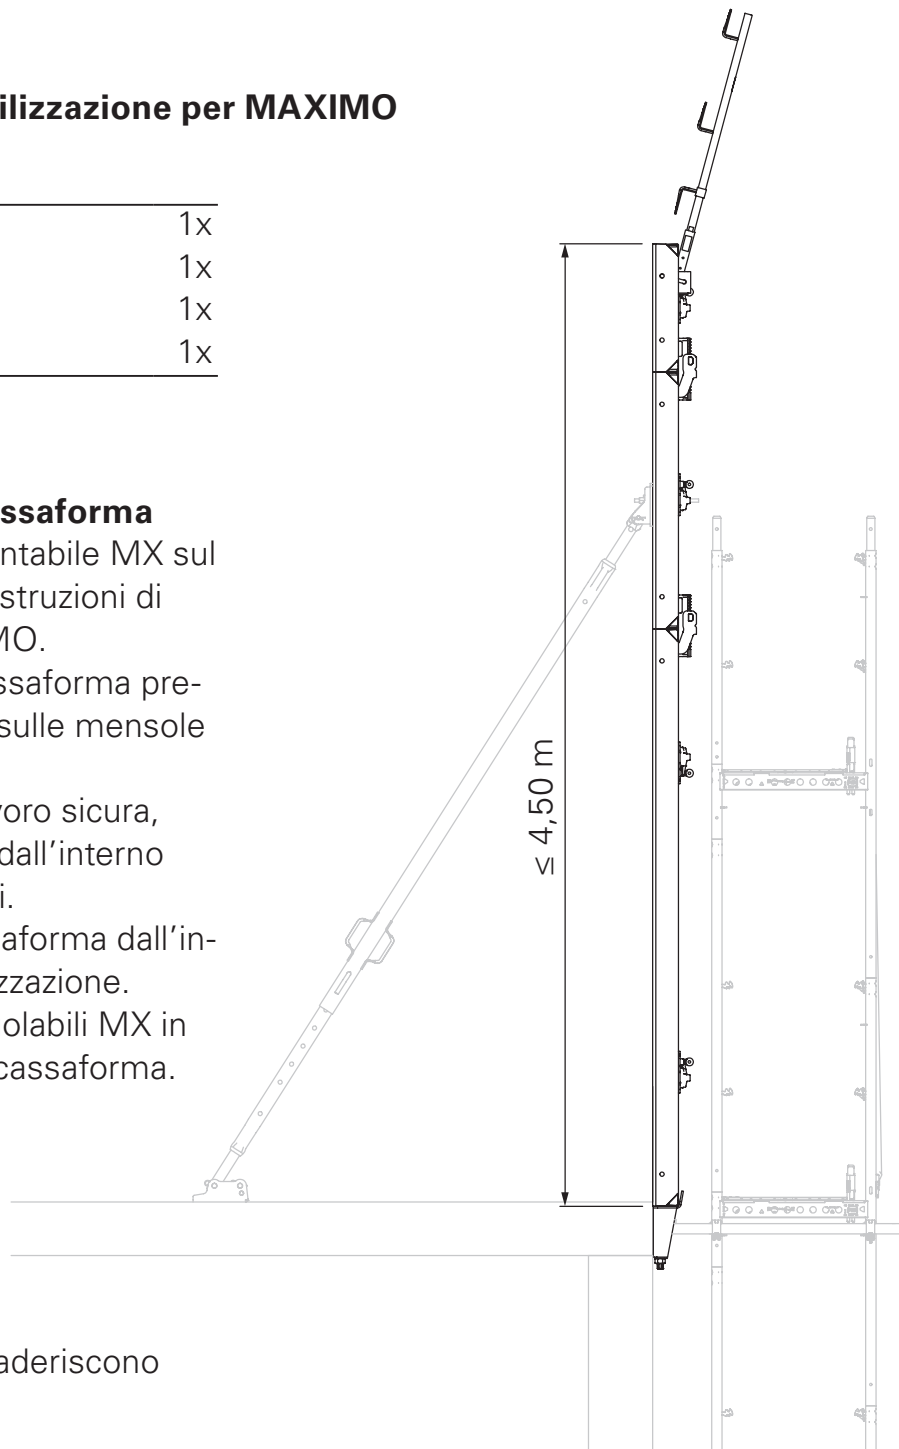 ilizzazione per MAXIMO
1x
1x
1x
1x
ssaforma
ntabile MX sul
struzioni di
MO.
ssaforma pre-
sulle mensole
voro sicura,
dall’interno
i.
aforma dall’in-
zzazione.
olabili MX in
cassaforma.
aderiscono
≤ 4,50 m